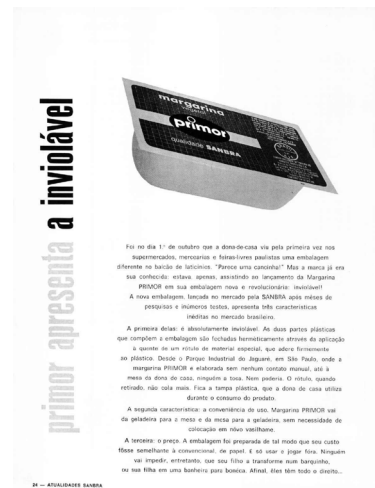 primor apresenta a inviolável
margarina
vegetal
primor
qualidade SANBRA
Foi no dia 1.º de outubro que a dona-de-casa viu pela primeira vez nos
supermercados, mercearias e feiras-livres paulistas uma embalagem
diferente no balcão de laticínios. "Parece uma caminha!" Mas a marca já era
sua conhecida: estava, apenas, assistindo ao lançamento da Margarina
PRIMOR em sua embalagem nova e revolucionária: inviolável!
A nova embalagem, lançada no mercado pela SANBRA após mêses de
pesquisas e inúmeros testes, apresenta três características
inéditas no mercado brasileiro.
A primeira delas: é absolutamente inviolável. As duas partes plásticas
que compõem a embalagem são fechadas hermèticamente através da aplicação
a quente de um rótulo de material especial, que adere firmemente
ao plástico. Desde o Parque Industrial do Jaguaré, em São Paulo, onde a
margarina PRIMOR é elaborada sem nenhum contato manual, até à
mesa da dona de casa, ninguém a toca. Nem poderia. O rótulo, quando
retirado, não cola mais. Fica a tampa plástica, que a dona de casa utiliza
durante o consumo do produto.
A segunda característica: a conveniência de uso. Margarina PRIMOR vai
da geladeira para a mesa e da mesa para a geladeira, sem necessidade de
colocação em nôvo vasilhame.
A terceira: o preço. A embalagem foi preparada de tal modo que seu custo
fôsse semelhante à convencional, de papel. É só usar e jogar fora. Ninguém
vai impedir, entretanto, que seu filho a transforme num barquinho,
ou sua filha em uma banheira para boneca. Afinal, êles têm todo o direito...
24 — ATUALIDADES SANBRA